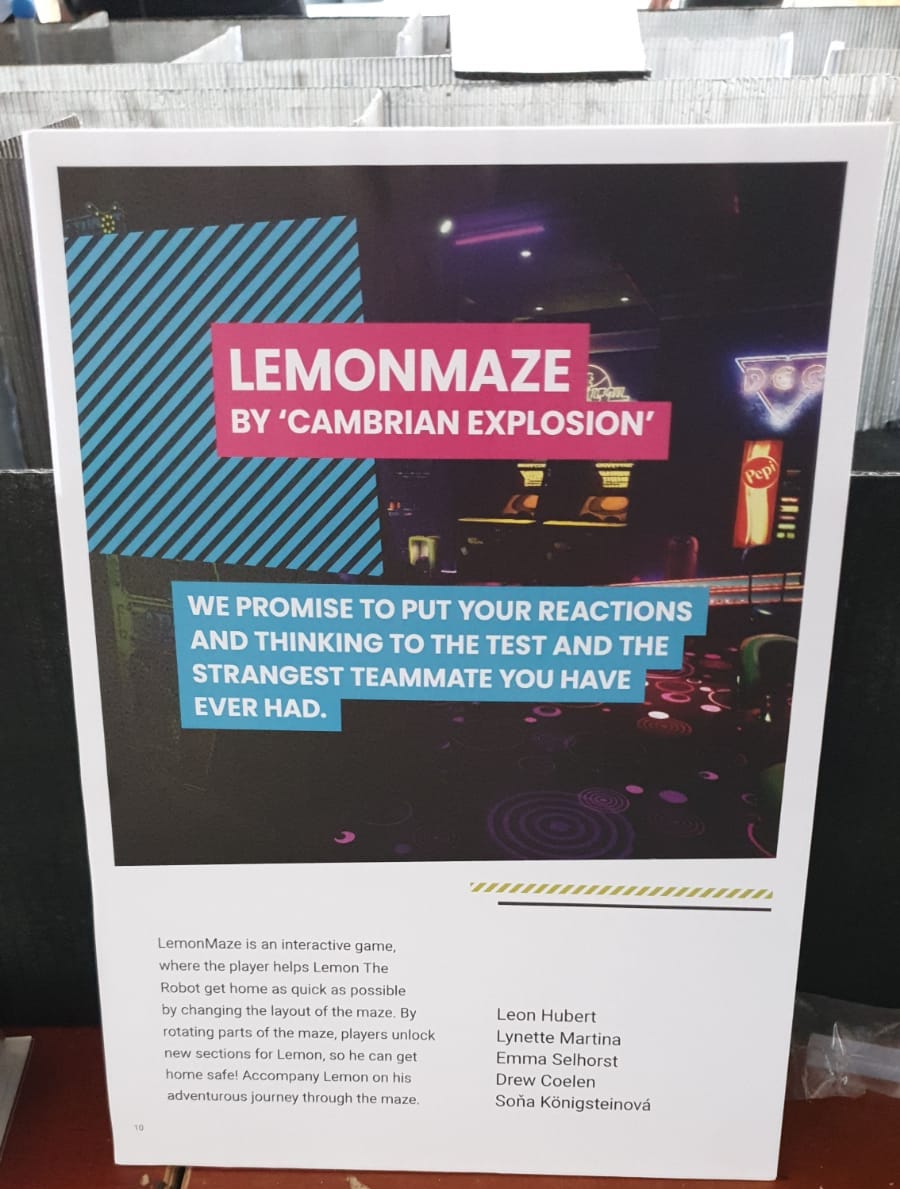 LEMONMAZE
BY ‘CAMBRIAN EXPLOSION’
Pepi
WE PROMISE TO PUT YOUR REACTIONS
AND THINKING TO THE TEST AND THE
STRANGEST TEAMMATE YOU HAVE
EVER HAD.
LemonMaze is an interactive game,
where the player helps Lemon The
Robot get home as quick as possible
by changing the layout of the maze. By
rotating parts of the maze, players unlock
new sections for Lemon, so he can get
home safe! Accompany Lemon on his
adventurous journey through the maze.
Leon Hubert
Lynette Martina
Emma Selhorst
Drew Coelen
Soňa Königsteinová
10